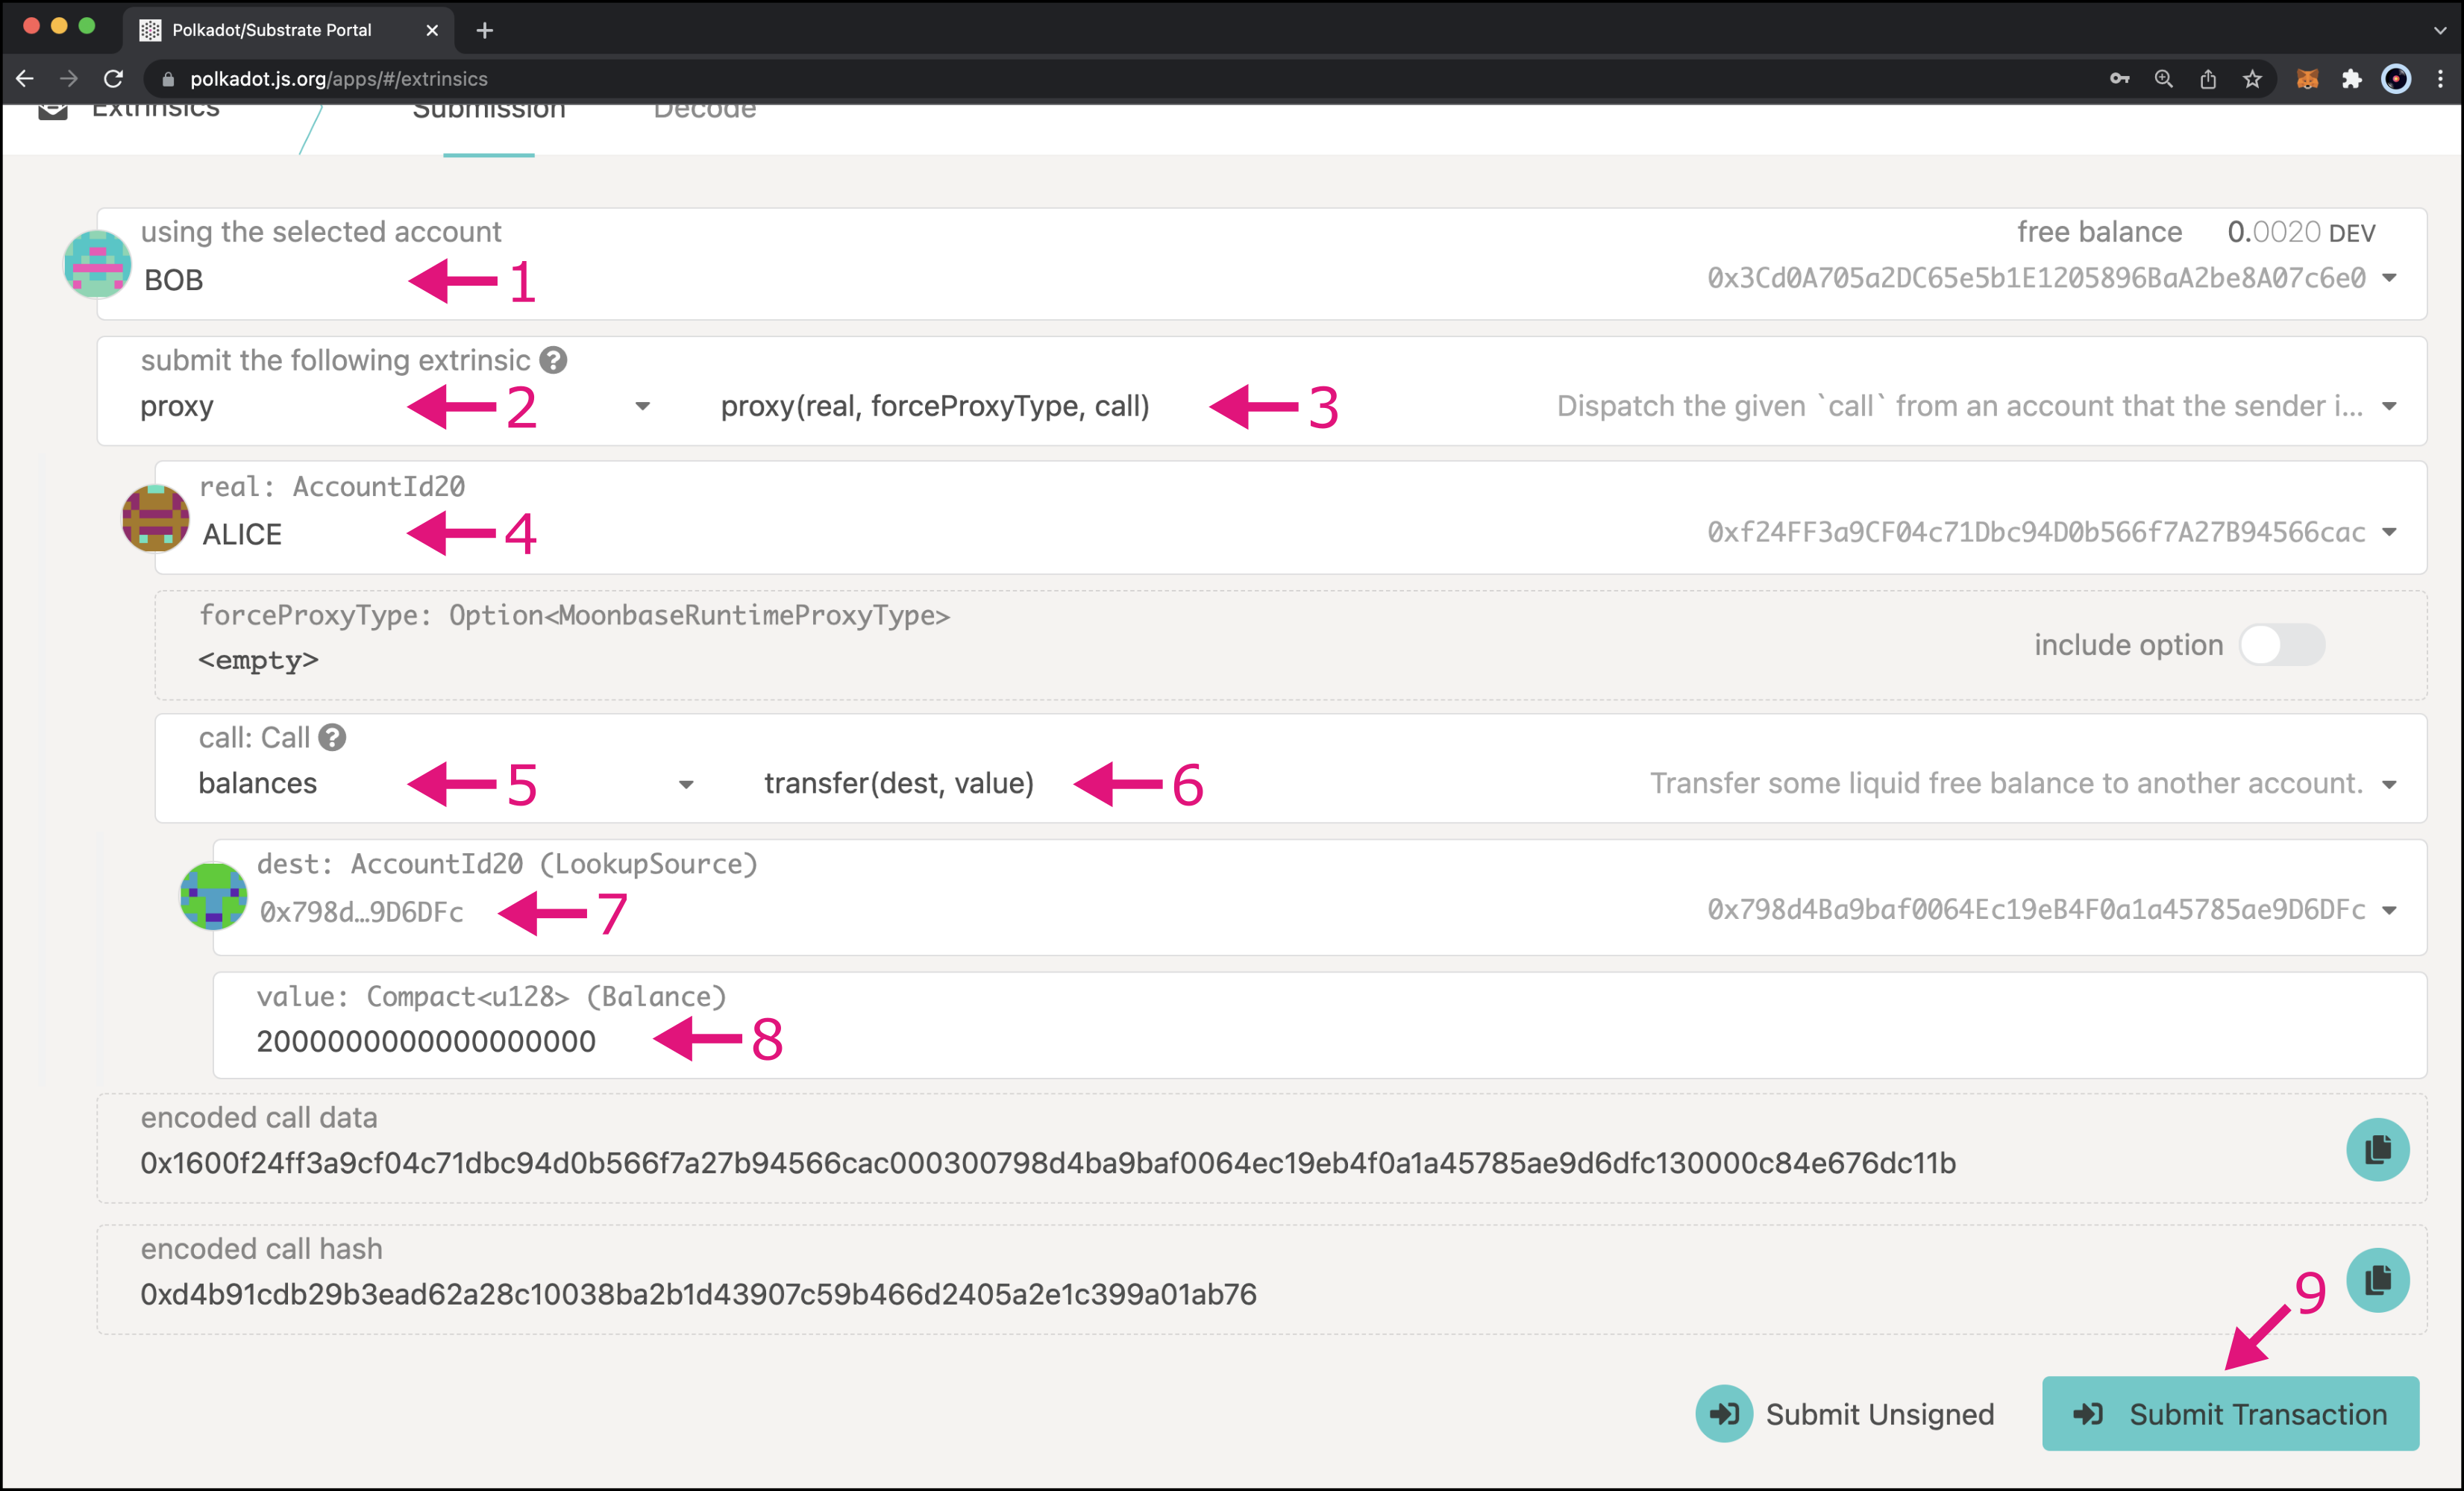 Polkadot/Substrate Portal
polkadot.js.org/apps/#/extrinsics
Extrinsics Submission Decode
using the selected account free balance 0.0020 DEV
BOB 1 0x3Cd0A705a2DC65e5b1E1205896BaA2be8A07c6e0
submit the following extrinsic ?
proxy 2 proxy(real, forceProxyType, call) 3 Dispatch the given `call` from an account that the sender i...
real: AccountId20
ALICE 4 0xf24FF3a9CF04c71Dbc94D0b566f7A27B94566cac
forceProxyType: Option<MoonbaseRuntimeProxyType>
<empty> include option
call: Call ?
balances 5 transfer(dest, value) 6 Transfer some liquid free balance to another account.
dest: AccountId20 (LookupSource)
0x798d...9D6DFc 7 0x798d4Ba9baf0064Ec19eB4F0a1a45785ae9D6DFc
value: Compact<u128> (Balance)
2000000000000000000 8
encoded call data
0x1600f24ff3a9cf04c71dbc94d0b566f7a27b94566cac000300798d4ba9baf0064ec19eb4f0a1a45785ae9d6dfc130000c84e676dc11b
encoded call hash
0xd4b91cdb29b3ead62a28c10038ba2b1d43907c59b466d2405a2e1c399a01ab76
9
Submit Unsigned Submit Transaction